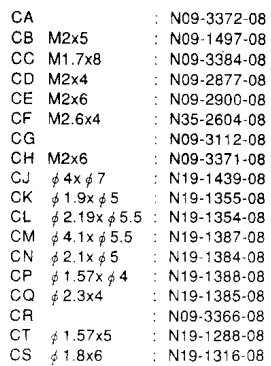 CA : N09-3372-08
CB M2x5 : N09-1497-08
CC M1.7x8 : N09-3384-08
CD M2x4 : N09-2877-08
CE M2x6 : N09-2900-08
CF M2.6x4 : N35-2604-08
CG : N09-3112-08
CH M2x6 : N09-3371-08
CJ φ4xφ7 : N19-1439-08
CK φ1.9xφ5 : N19-1355-08
CL φ2.19xφ5.5 : N19-1354-08
CM φ4.1xφ5.5 : N19-1387-08
CN φ2.1xφ5 : N19-1384-08
CP φ1.57xφ4 : N19-1388-08
CQ φ2.3x4 : N19-1385-08
CR : N09-3366-08
CT φ1.57x5 : N19-1288-08
CS φ1.8x6 : N19-1316-08